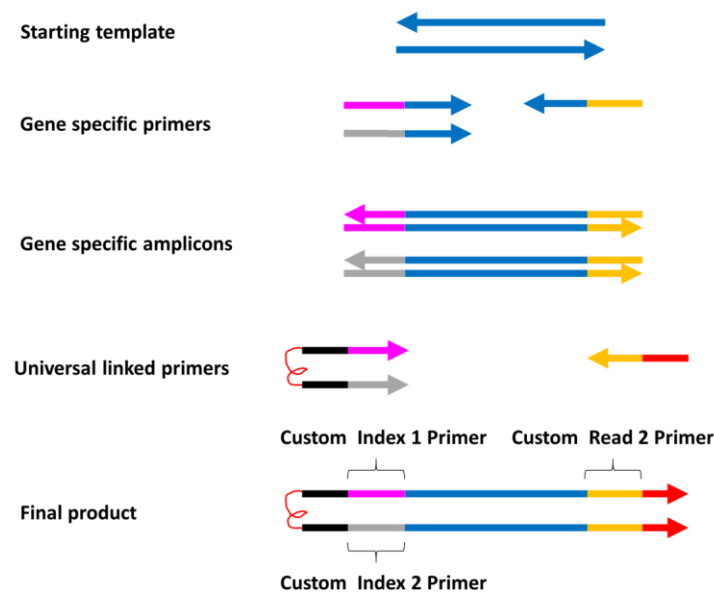 Starting template
Gene specific primers
Gene specific amplicons
Universal linked primers
Custom Index 1 Primer
Custom Read 2 Primer
Final product
Custom Index 2 Primer